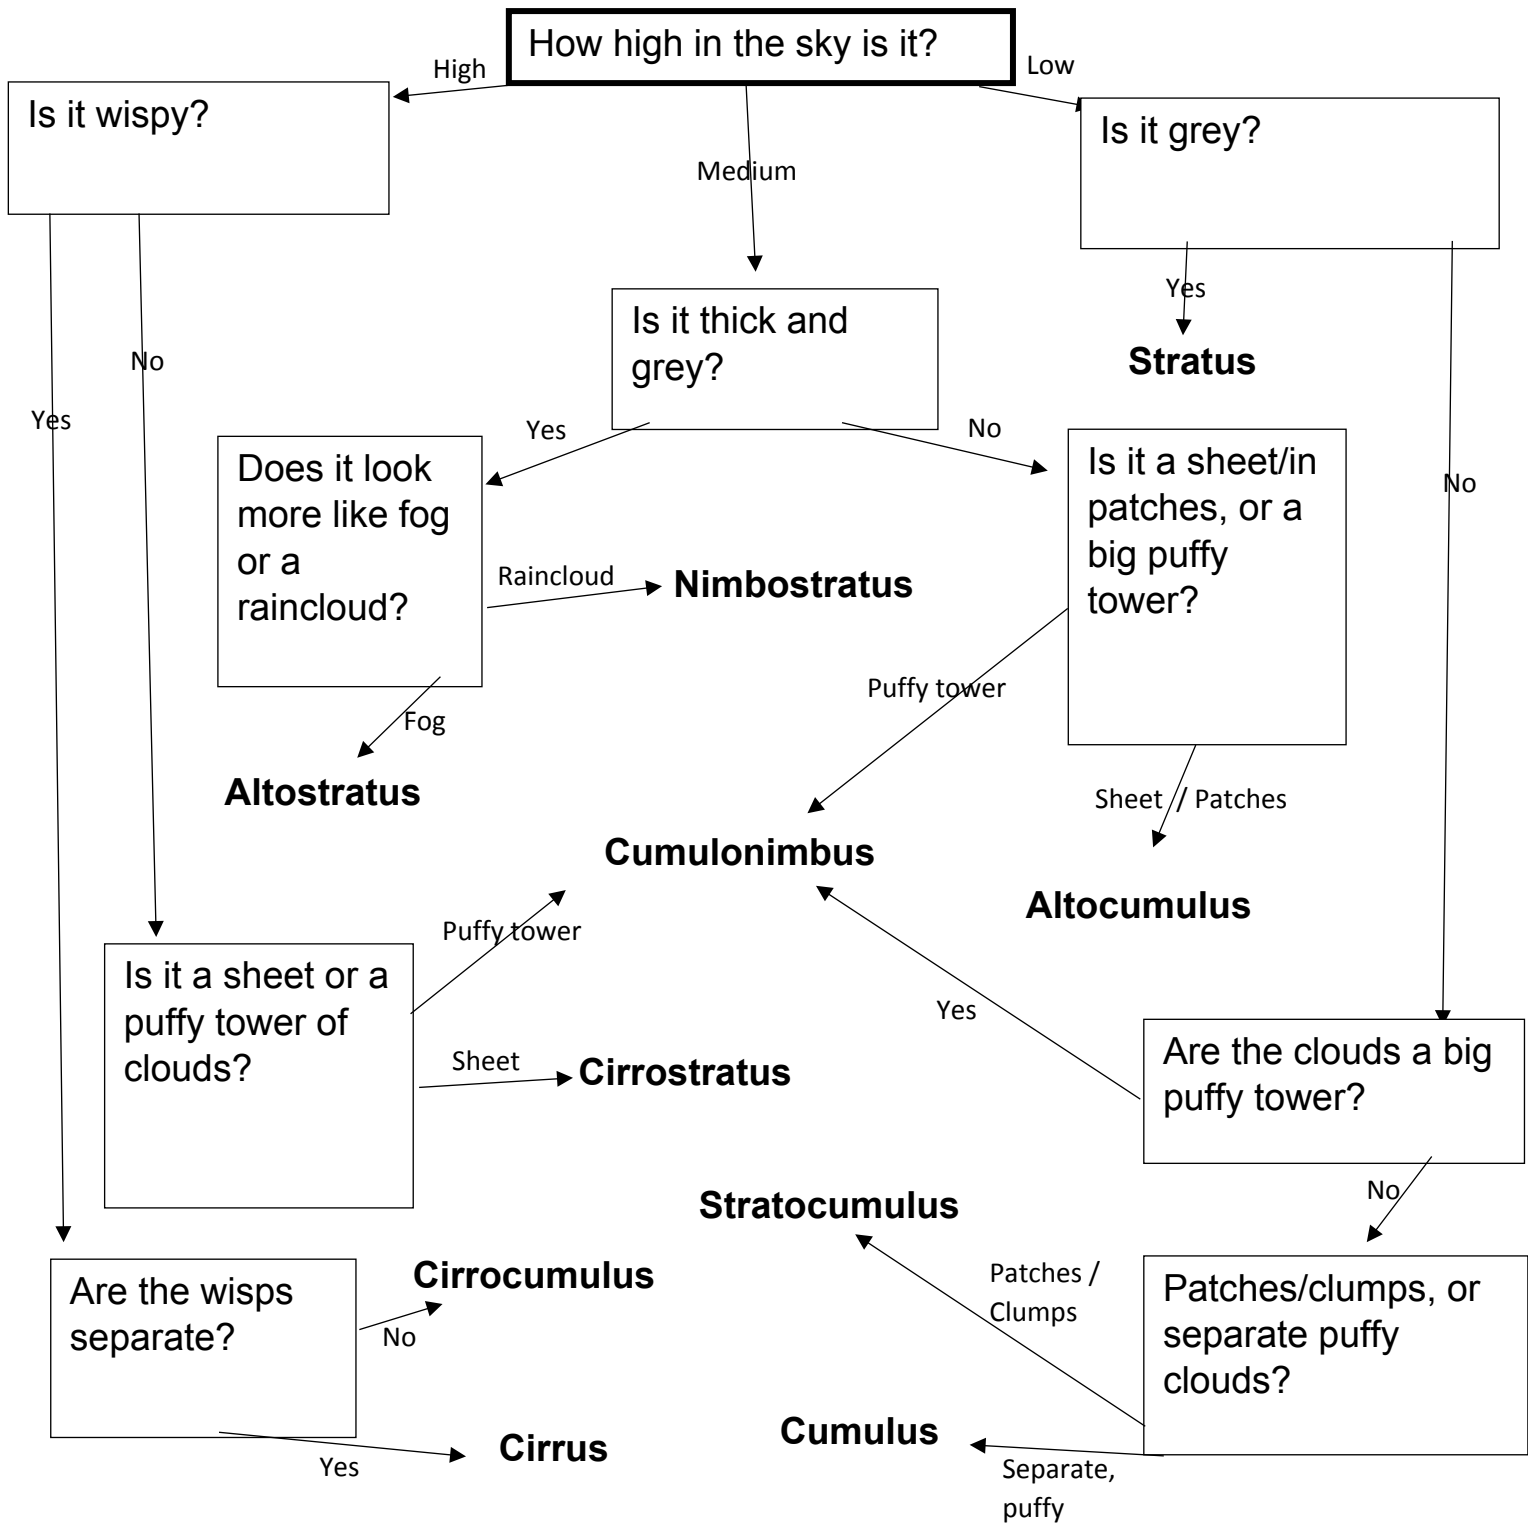 How high in the sky is it?
High
Low
Is it wispy?
Is it grey?
Medium
Yes
Stratus
No
Yes
Is it thick and
grey?
Yes
No
No
Does it look
more like fog
or a
raincloud?
Is it a sheet/in
patches, or a
big puffy
tower?
Raincloud
Nimbostratus
Puffy tower
Fog
Altostratus
Sheet / Patches
Cumulonimbus
Altocumulus
Puffy tower
Is it a sheet or a
puffy tower of
clouds?
Yes
Sheet
Cirrostratus
Are the clouds a big
puffy tower?
No
Stratocumulus
Cirrocumulus
Patches /
Clumps
Are the wisps
separate?
No
Patches/clumps, or
separate puffy
clouds?
Yes
Cirrus
Cumulus
Separate,
puffy